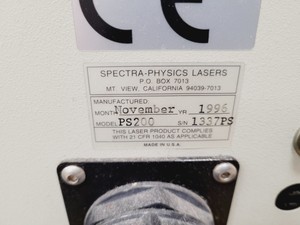 CE
SPECTRA-PHYSICS LASERS
P.O. BOX 7013
MT. VIEW, CALIFORNIA 94039-7013
MANUFACTURED:
MONTH November YR 1996
MODEL PS200 S/N 1337PS
THIS LASER PRODUCT COMPLIES
WITH 21 CFR 1040 AS APPLICABLE
MADE IN U.S.A.